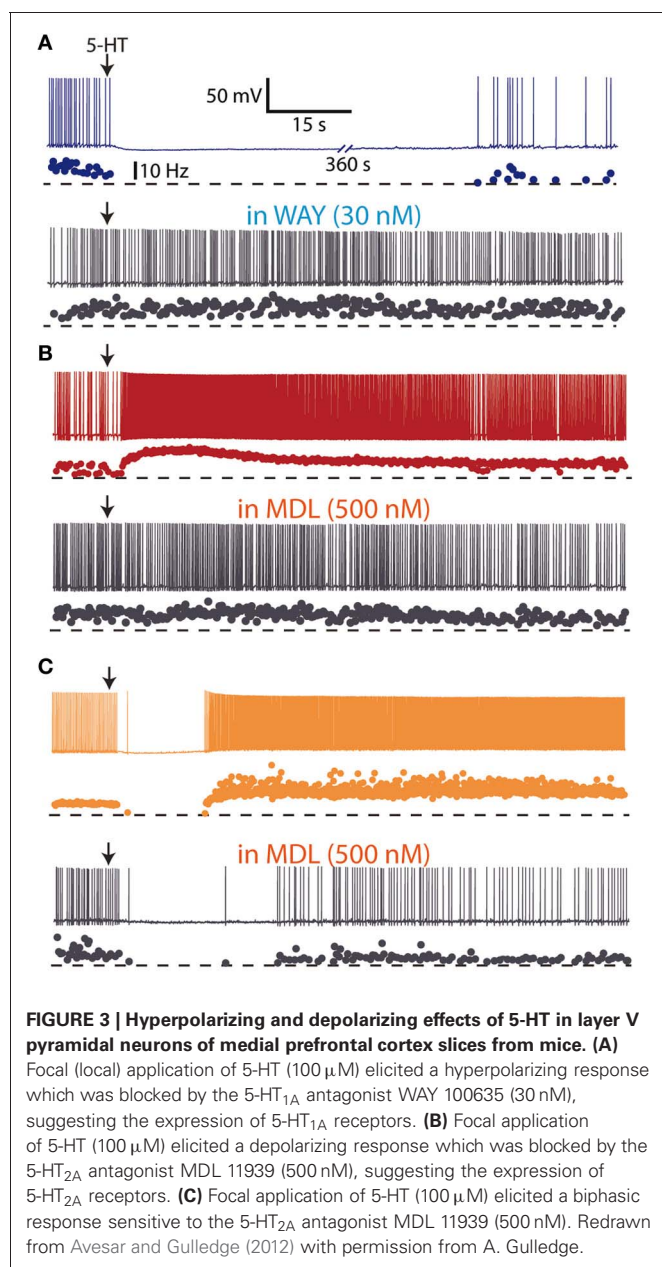 A
5-HT
50 mV
15 s
360 s
10 Hz
in WAY (30 nM)
B
in MDL (500 nM)
C
in MDL (500 nM)
FIGURE 3 | Hyperpolarizing and depolarizing effects of 5-HT in layer V
pyramidal neurons of medial prefrontal cortex slices from mice. (A)
Focal (local) application of 5-HT (100 μM) elicited a hyperpolarizing response
which was blocked by the 5-HT1A antagonist WAY 100635 (30 nM),
suggesting the expression of 5-HT1A receptors. (B) Focal application
of 5-HT (100 μM) elicited a depolarizing response which was blocked by the
5-HT2A antagonist MDL 11939 (500 nM), suggesting the expression of
5-HT2A receptors. (C) Focal application of 5-HT (100 μM) elicited a biphasic
response sensitive to the 5-HT2A antagonist MDL 11939 (500 nM). Redrawn
from Avesar and Gulledge (2012) with permission from A. Gulledge.